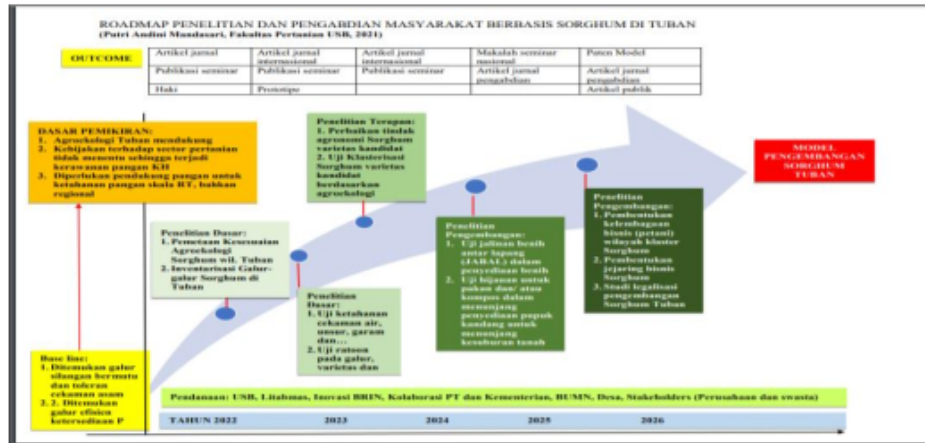 ROADMAP PENELITIAN DAN PENGABDIAN MASYARAKAT BERBASIS SORGHUM DI TUBAN
(Putri Andini Mandasari, Fakultas Pertanian USB, 2021)
OUTCOME
Artikel jurnal
Artikel jurnal
internasional
Artikel jurnal
internasional
Makalah seminar
nasional
Paten Model
Publikasi seminar
Publikasi seminar
Publikasi seminar
Artikel jurnal
pengabdian
Artikel jurnal
pengabdian
Haki
Prototipe
Artikel publik
DASAR PEMIKIRAN:
1. Agroekologi Tuban mendukung
2. Kebijakan terhadap sector pertanian
tidak menentu sehingga terjadi
kerawanan pangan KH
3. Diperlukan pendukung pangan untuk
ketahanan pangan skala RT, bahkan
regional
Penelitian Terapan:
1. Perbaikan tindak
agronomi Sorghum
varietas kandidat
2. Uji Klasterisasi
Sorghum varietas
kandidat
berdasarkan
agroekologi
MODEL
PENGEMBANGAN
SORGHUM
TUBAN
Penelitian Dasar:
1. Pemetaan Kesesuaian
Agroekologi
Sorghum wil. Tuban
2. Inventarisasi Galur-
galur Sorghum di
Tuban
Penelitian
Dasar:
1. Uji ketahanan
cekaman air,
unsur, garam
dan...
2. Uji ratoon
pada galur,
varietas dan
Penelitian
Pengembangan:
1. Uji jalinan benih
antar lapang
(JABAL) dalam
penyediaan benih
2. Uji hijauan untuk
pakan dan/ atau
kompos dalam
menunjang
penyediaan pupuk
kandang untuk
menunjang
kesuburan tanah
Penelitian
Pengembangan:
1. Pembentukan
kelembagaan
bisnis (petani)
wilayah klaster
Sorghum
2. Pembentukan
jejaring bisnis
Sorghum
3. Studi legalisasi
pengembangan
Sorghum Tuban
Base line:
1. Ditemukan galur
silangan bermutu
dan toleran
cekaman asam
2. 2. Ditemukan
galur efisien
ketersediaan P
Pendanaan: USB, Litabmas, Inovasi BRIN, Kolaborasi PT dan Kementerian, BUMN, Desa, Stakeholders (Perusahaan dan swasta)
TAHUN 2022 2023 2024 2025 2026